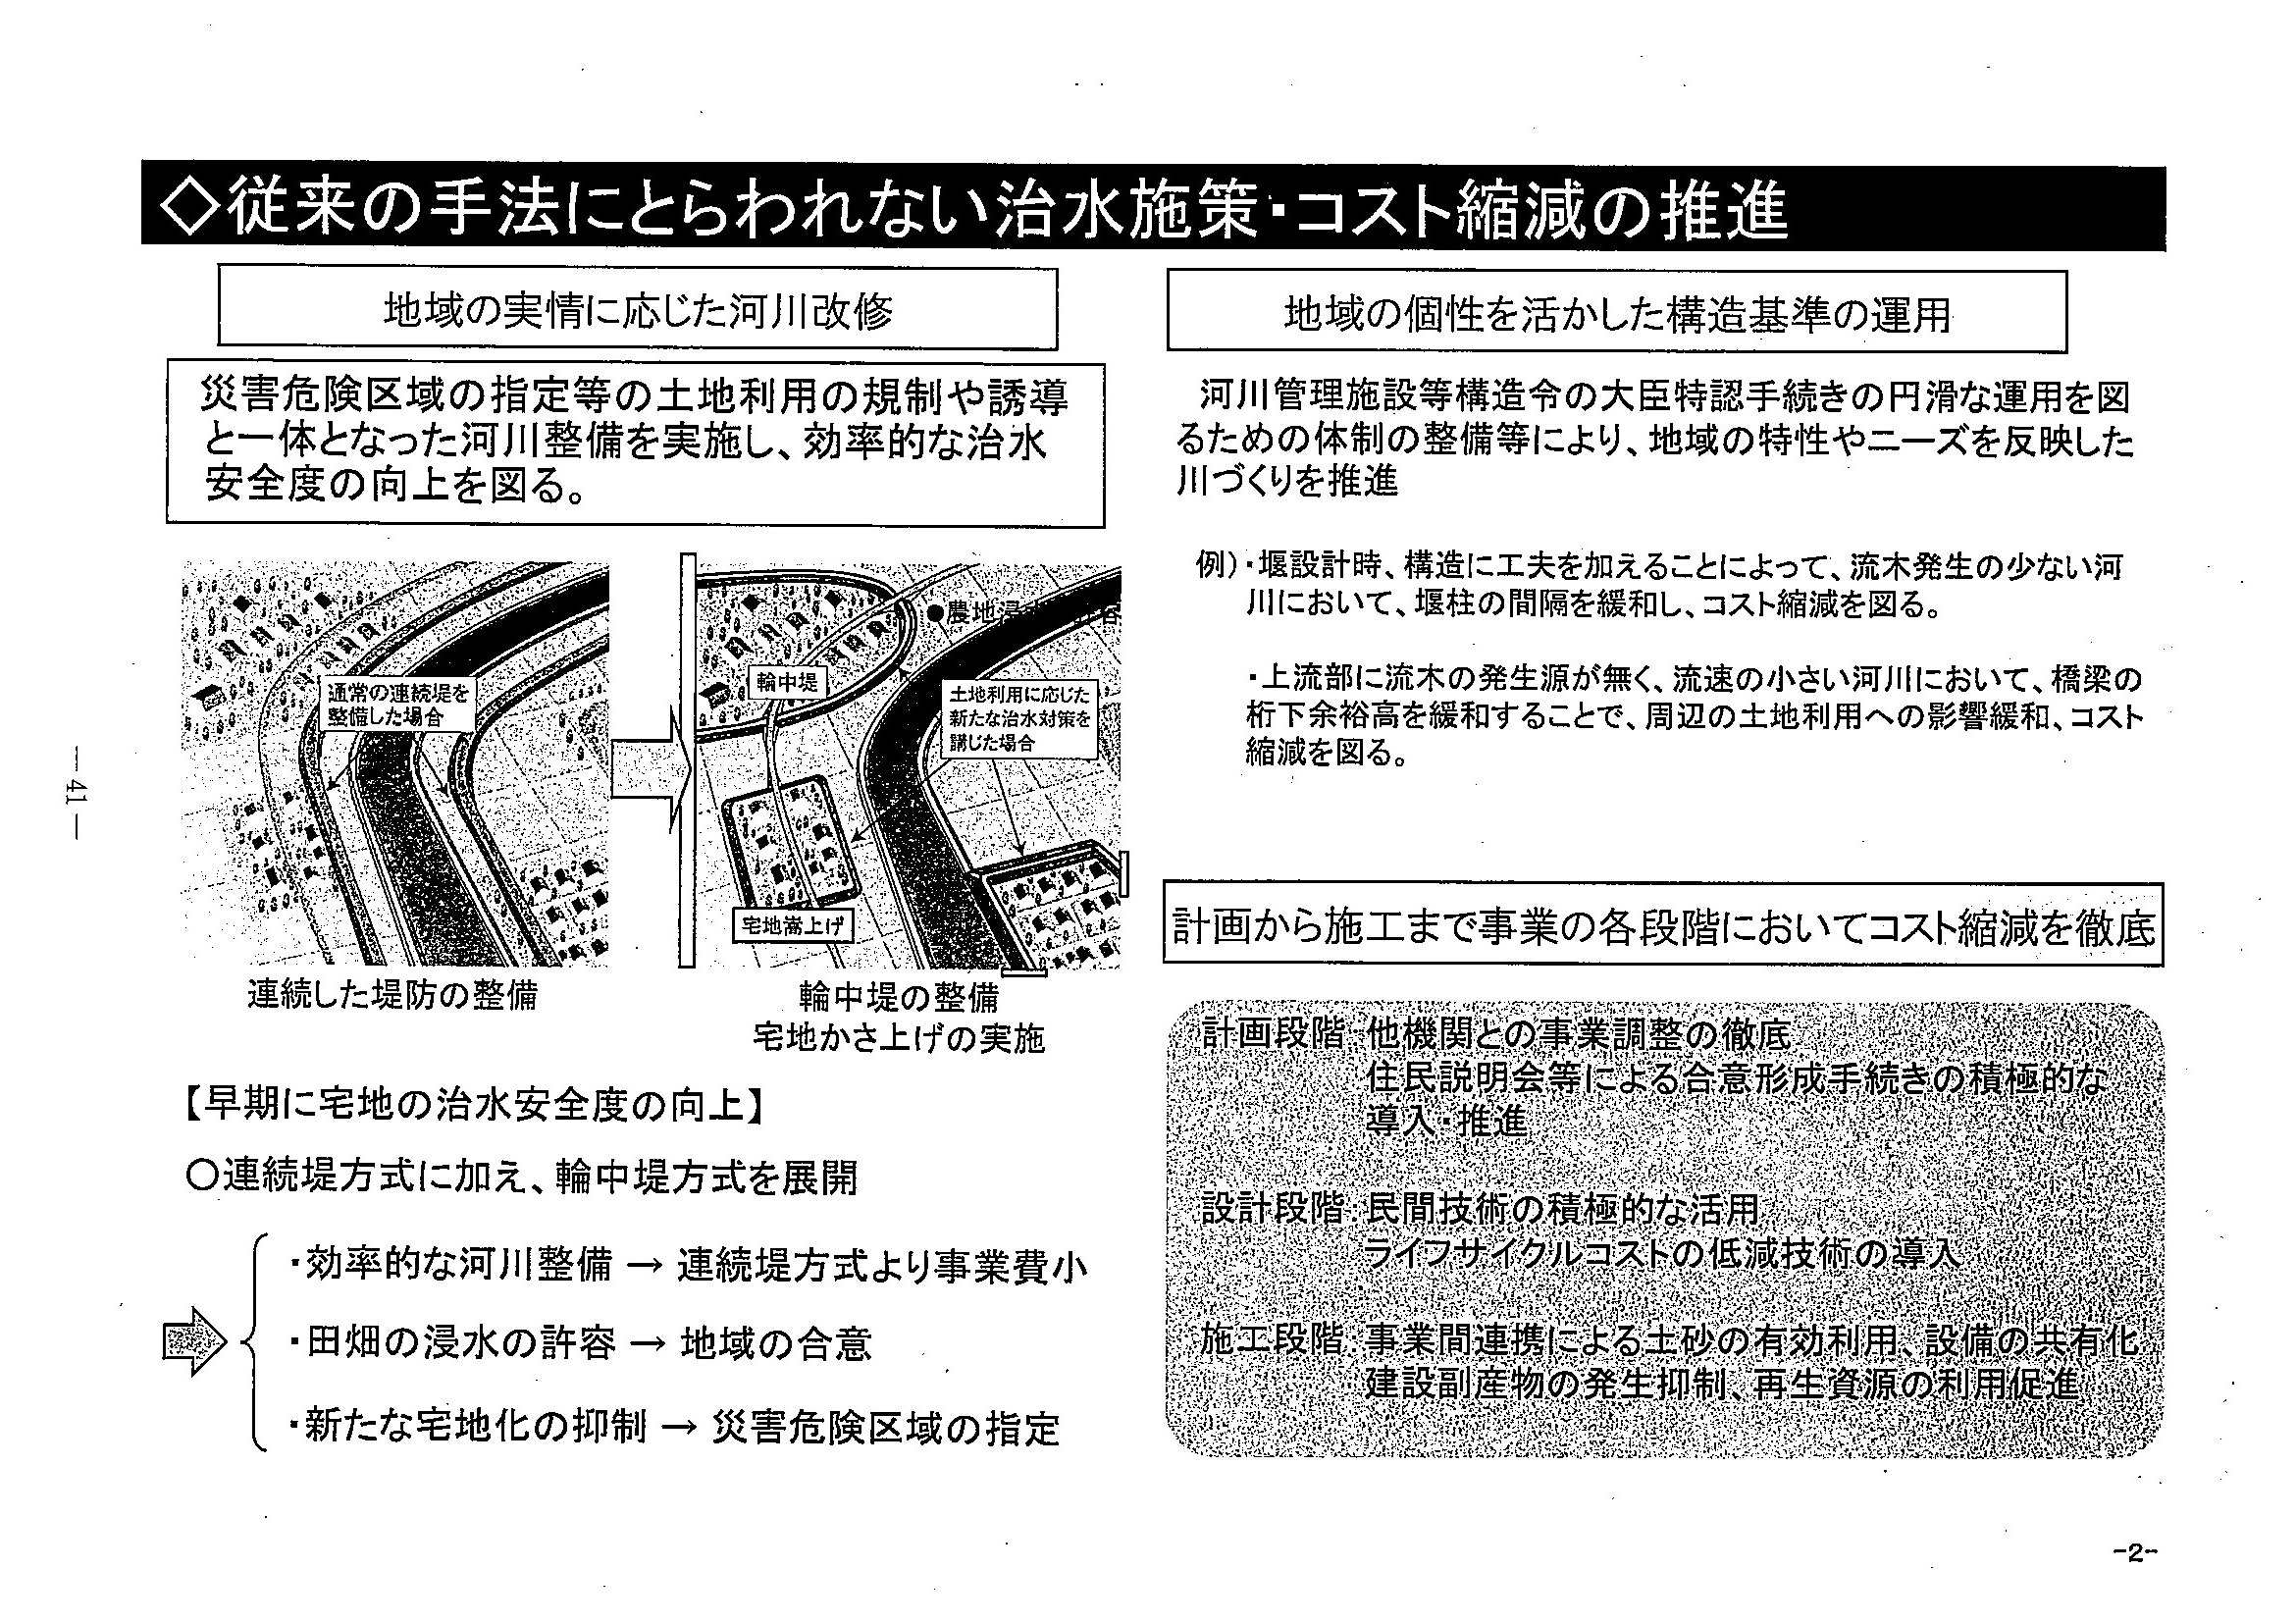 ◇従来の手法にとらわれない治水施策・コスト縮減の推進
地域の実情に応じた河川改修
災害危険区域の指定等の土地利用の規制や誘導
と一体となった河川整備を実施し、効率的な治水
安全度の向上を図る。
通常の連続堤を
整備した場合
●農地浸
輪中堤
土地利用に応じた
新たな治水対策を
講じた場合
宅地嵩上げ
連続した堤防の整備
輪中堤の整備
宅地かさ上げの実施
【早期に宅地の治水安全度の向上】
○連続堤方式に加え、輪中堤方式を展開
・効率的な河川整備 → 連続堤方式より事業費小
・田畑の浸水の許容 → 地域の合意
・新たな宅地化の抑制 → 災害危険区域の指定
地域の個性を活かした構造基準の運用
河川管理施設等構造令の大臣特認手続きの円滑な運用を図
るための体制の整備等により、地域の特性やニーズを反映した
川づくりを推進
例)・堰設計時、構造に工夫を加えることによって、流木発生の少ない河
川において、堰柱の間隔を緩和し、コスト縮減を図る。
・上流部に流木の発生源が無く、流速の小さい河川において、橋梁の
桁下余裕高を緩和することで、周辺の土地利用への影響緩和、コスト
縮減を図る。
計画から施工まで事業の各段階においてコスト縮減を徹底
計画段階:他機関との事業調整の徹底
住民説明会等による合意形成手続きの積極的な
導入・推進
設計段階:民間技術の積極的な活用
ライフサイクルコストの低減技術の導入
施工段階:事業間連携による土砂の有効利用、設備の共有化
建設副産物の発生抑制、再生資源の利用促進
—41—
-2-